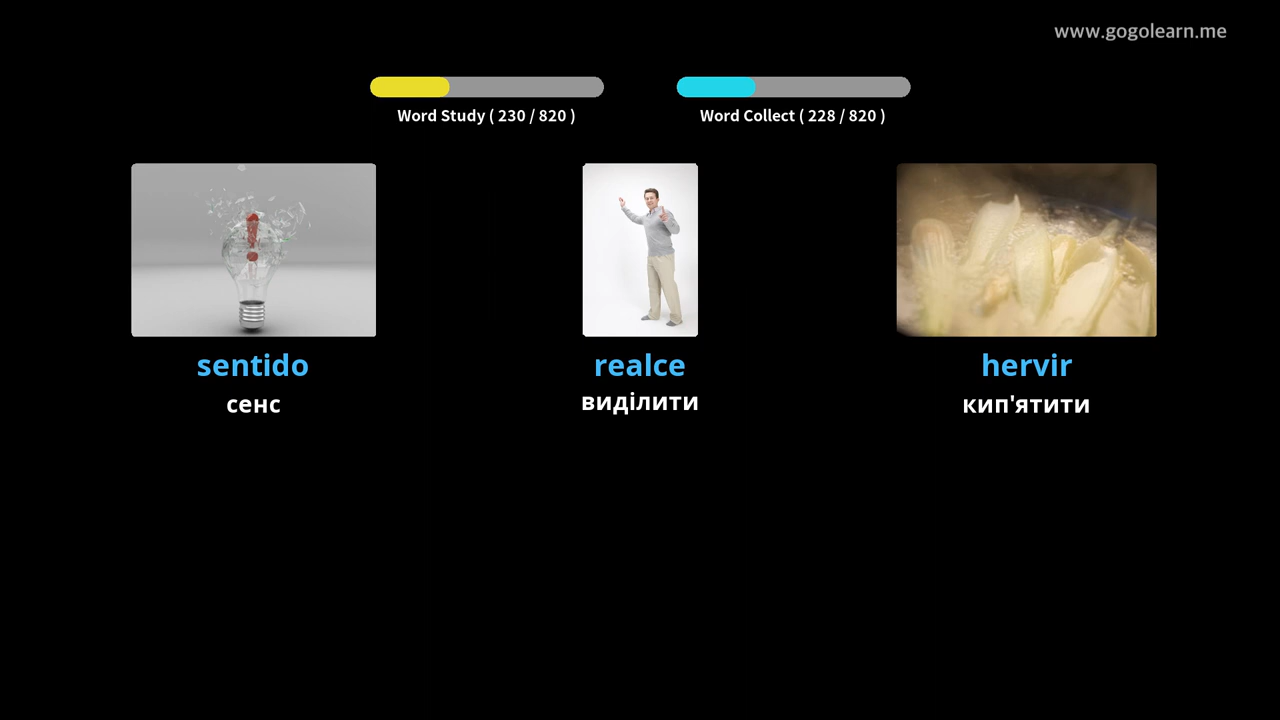 www.gogolearn.me
Word Study ( 230 / 820 )
Word Collect ( 228 / 820 )
sentido
сенс
realce
виділити
hervir
кип'ятити